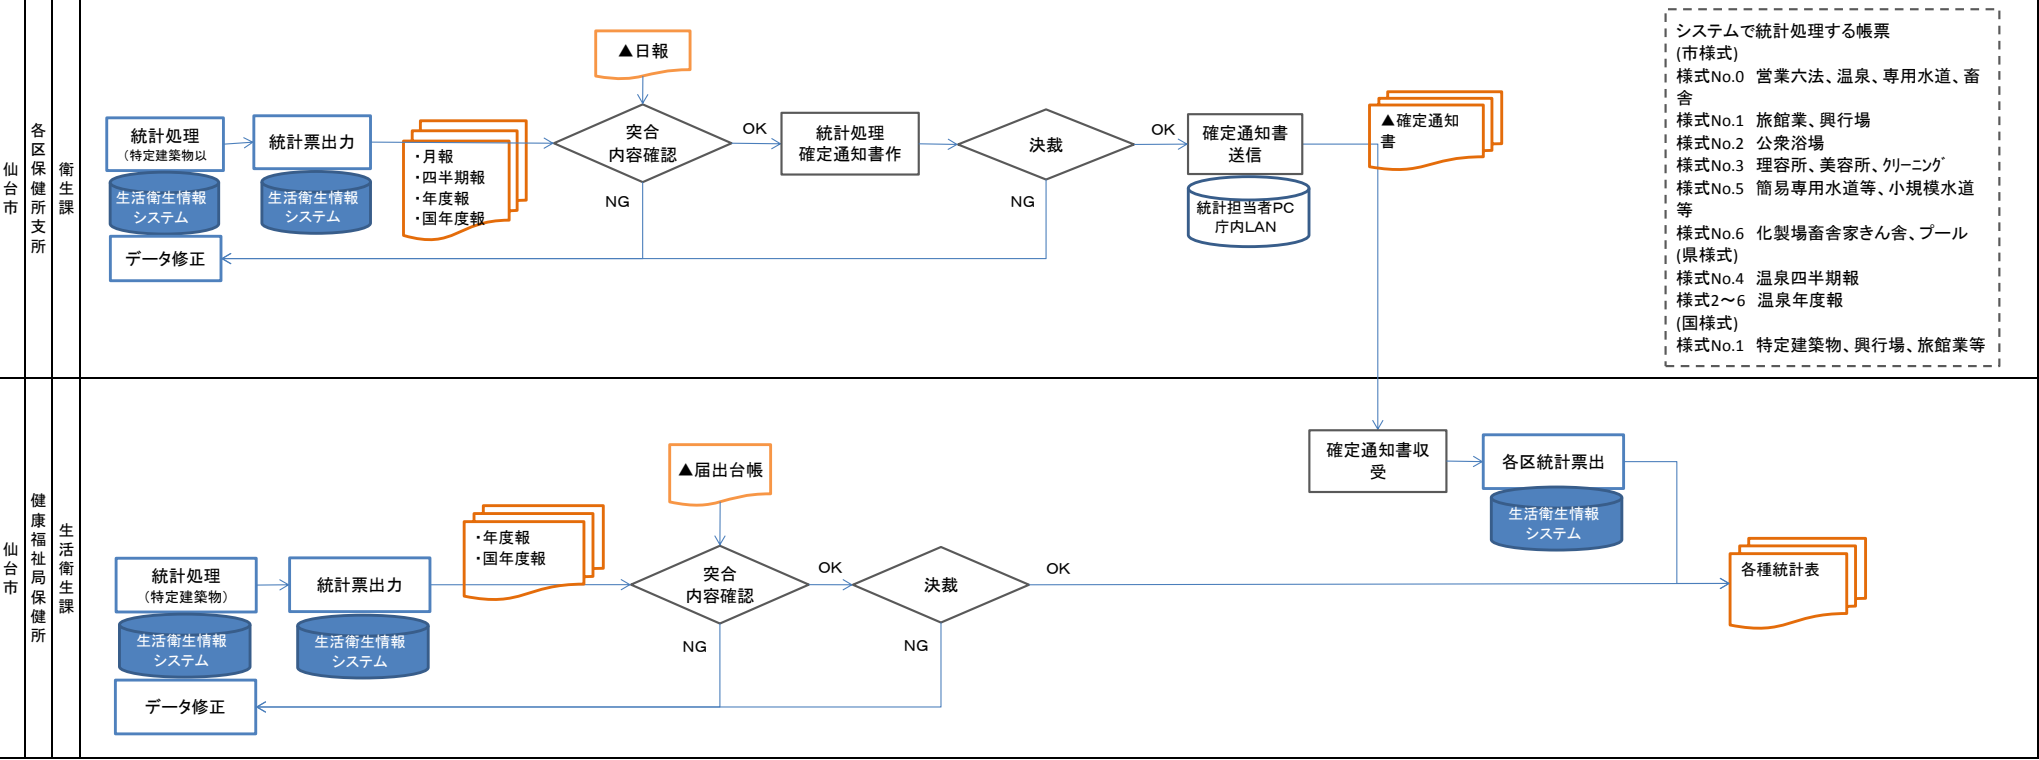 仙台市
各区保健所支所
衛生課
▲日報
統計処理
(特定建築物以
生活衛生情報
システム
データ修正
統計票出力
生活衛生情報
システム
・月報
・四半期報
・年度報
・国年度報
突合
内容確認
OK
NG
統計処理
確定通知書作
決裁
OK
NG
確定通知書
送信
統計担当者PC
庁内LAN
▲確定通知
書
システムで統計処理する帳票
(市様式)
様式No.0 営業六法、温泉、専用水道、畜
舎
様式No.1 旅館業、興行場
様式No.2 公衆浴場
様式No.3 理容所、美容所、ｸﾘｰﾆﾝｸﾞ
様式No.5 簡易専用水道等、小規模水道
等
様式No.6 化製場畜舎家きん舎、プール
(県様式)
様式No.4 温泉四半期報
様式2～6 温泉年度報
(国様式)
様式No.1 特定建築物、興行場、旅館業等
仙台市
健康福祉局保健所
生活衛生課
統計処理
(特定建築物)
生活衛生情報
システム
データ修正
統計票出力
生活衛生情報
システム
・年度報
・国年度報
▲届出台帳
突合
内容確認
OK
NG
決裁
OK
NG
確定通知書収
受
各区統計票出
生活衛生情報
システム
各種統計表